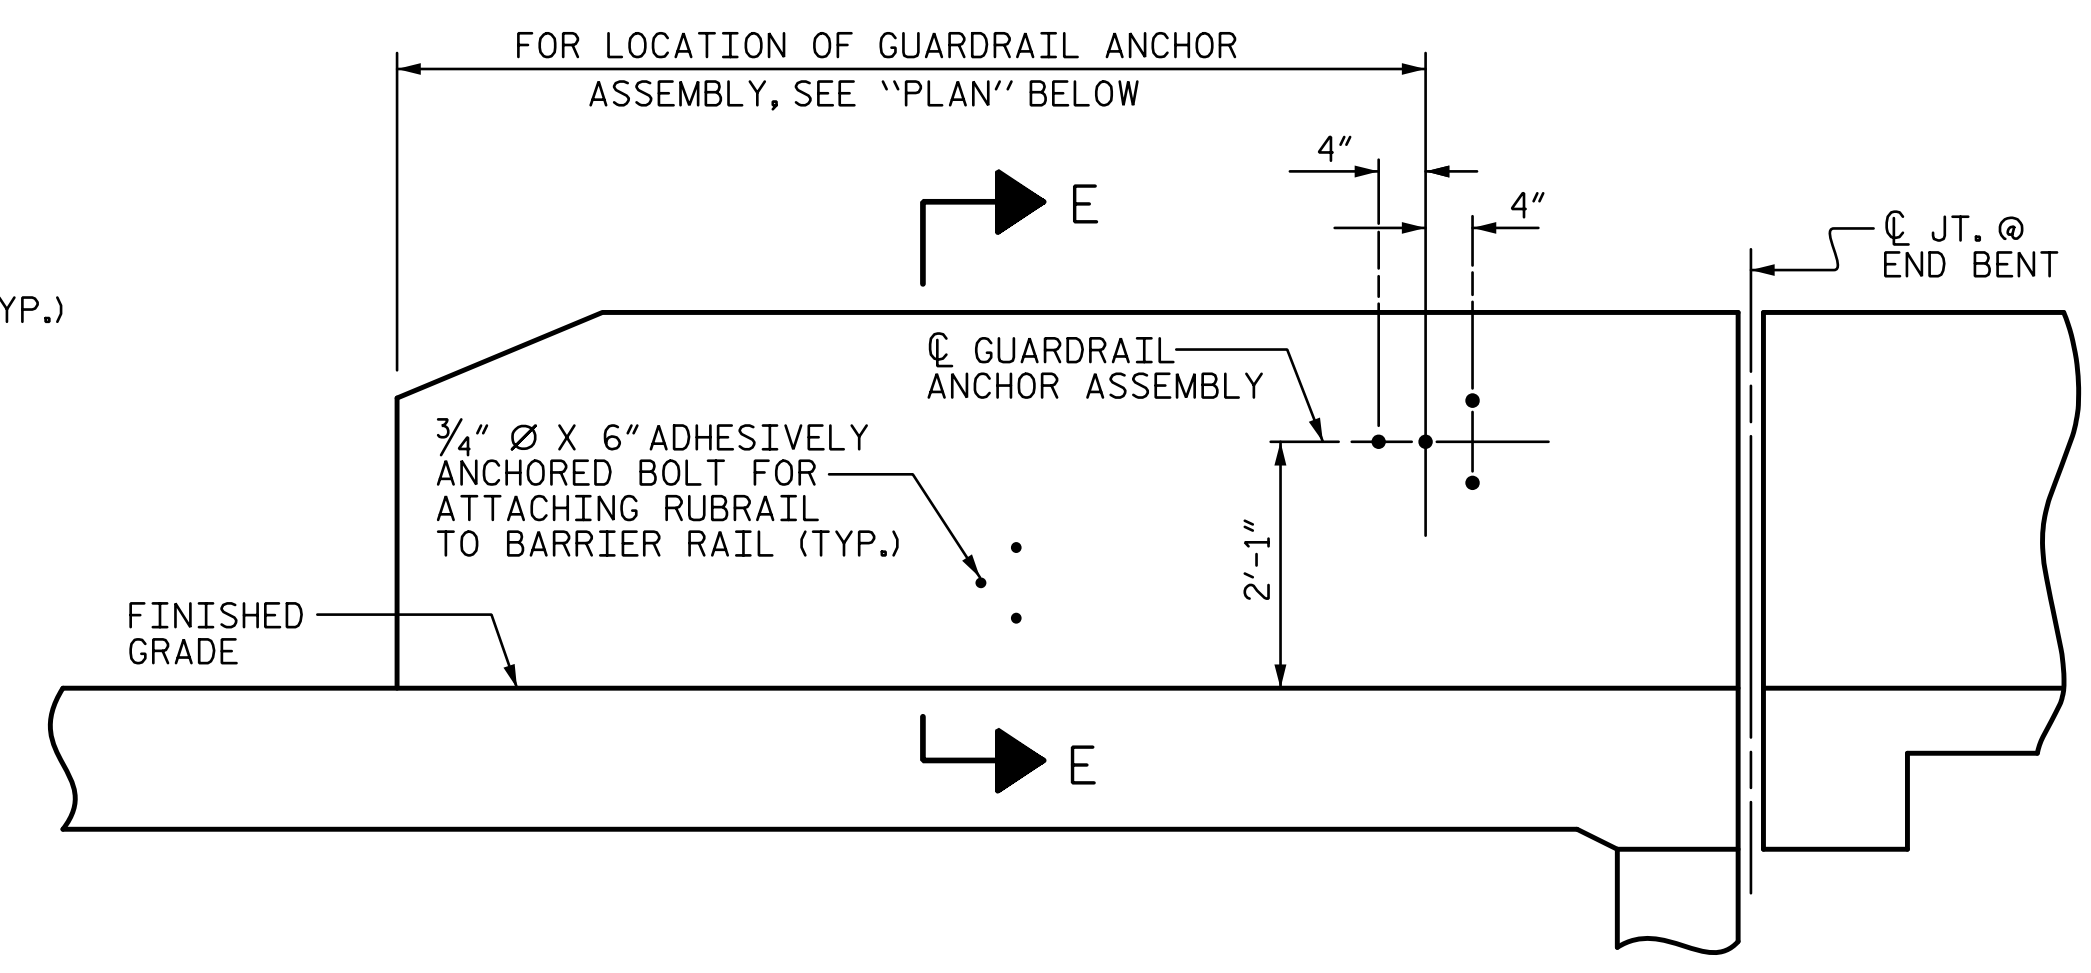 FOR LOCATION OF GUARDRAIL ANCHOR
ASSEMBLY, SEE ‶PLAN″ BELOW
4"
E
4"
℄ JT. @
END BENT
YP.)
℄ GUARDRAIL
ANCHOR ASSEMBLY
3/4" Ø X 6" ADHESIVELY
ANCHORED BOLT FOR
ATTACHING RUBRAIL
TO BARRIER RAIL (TYP.)
2'-1"
FINISHED
GRADE
E